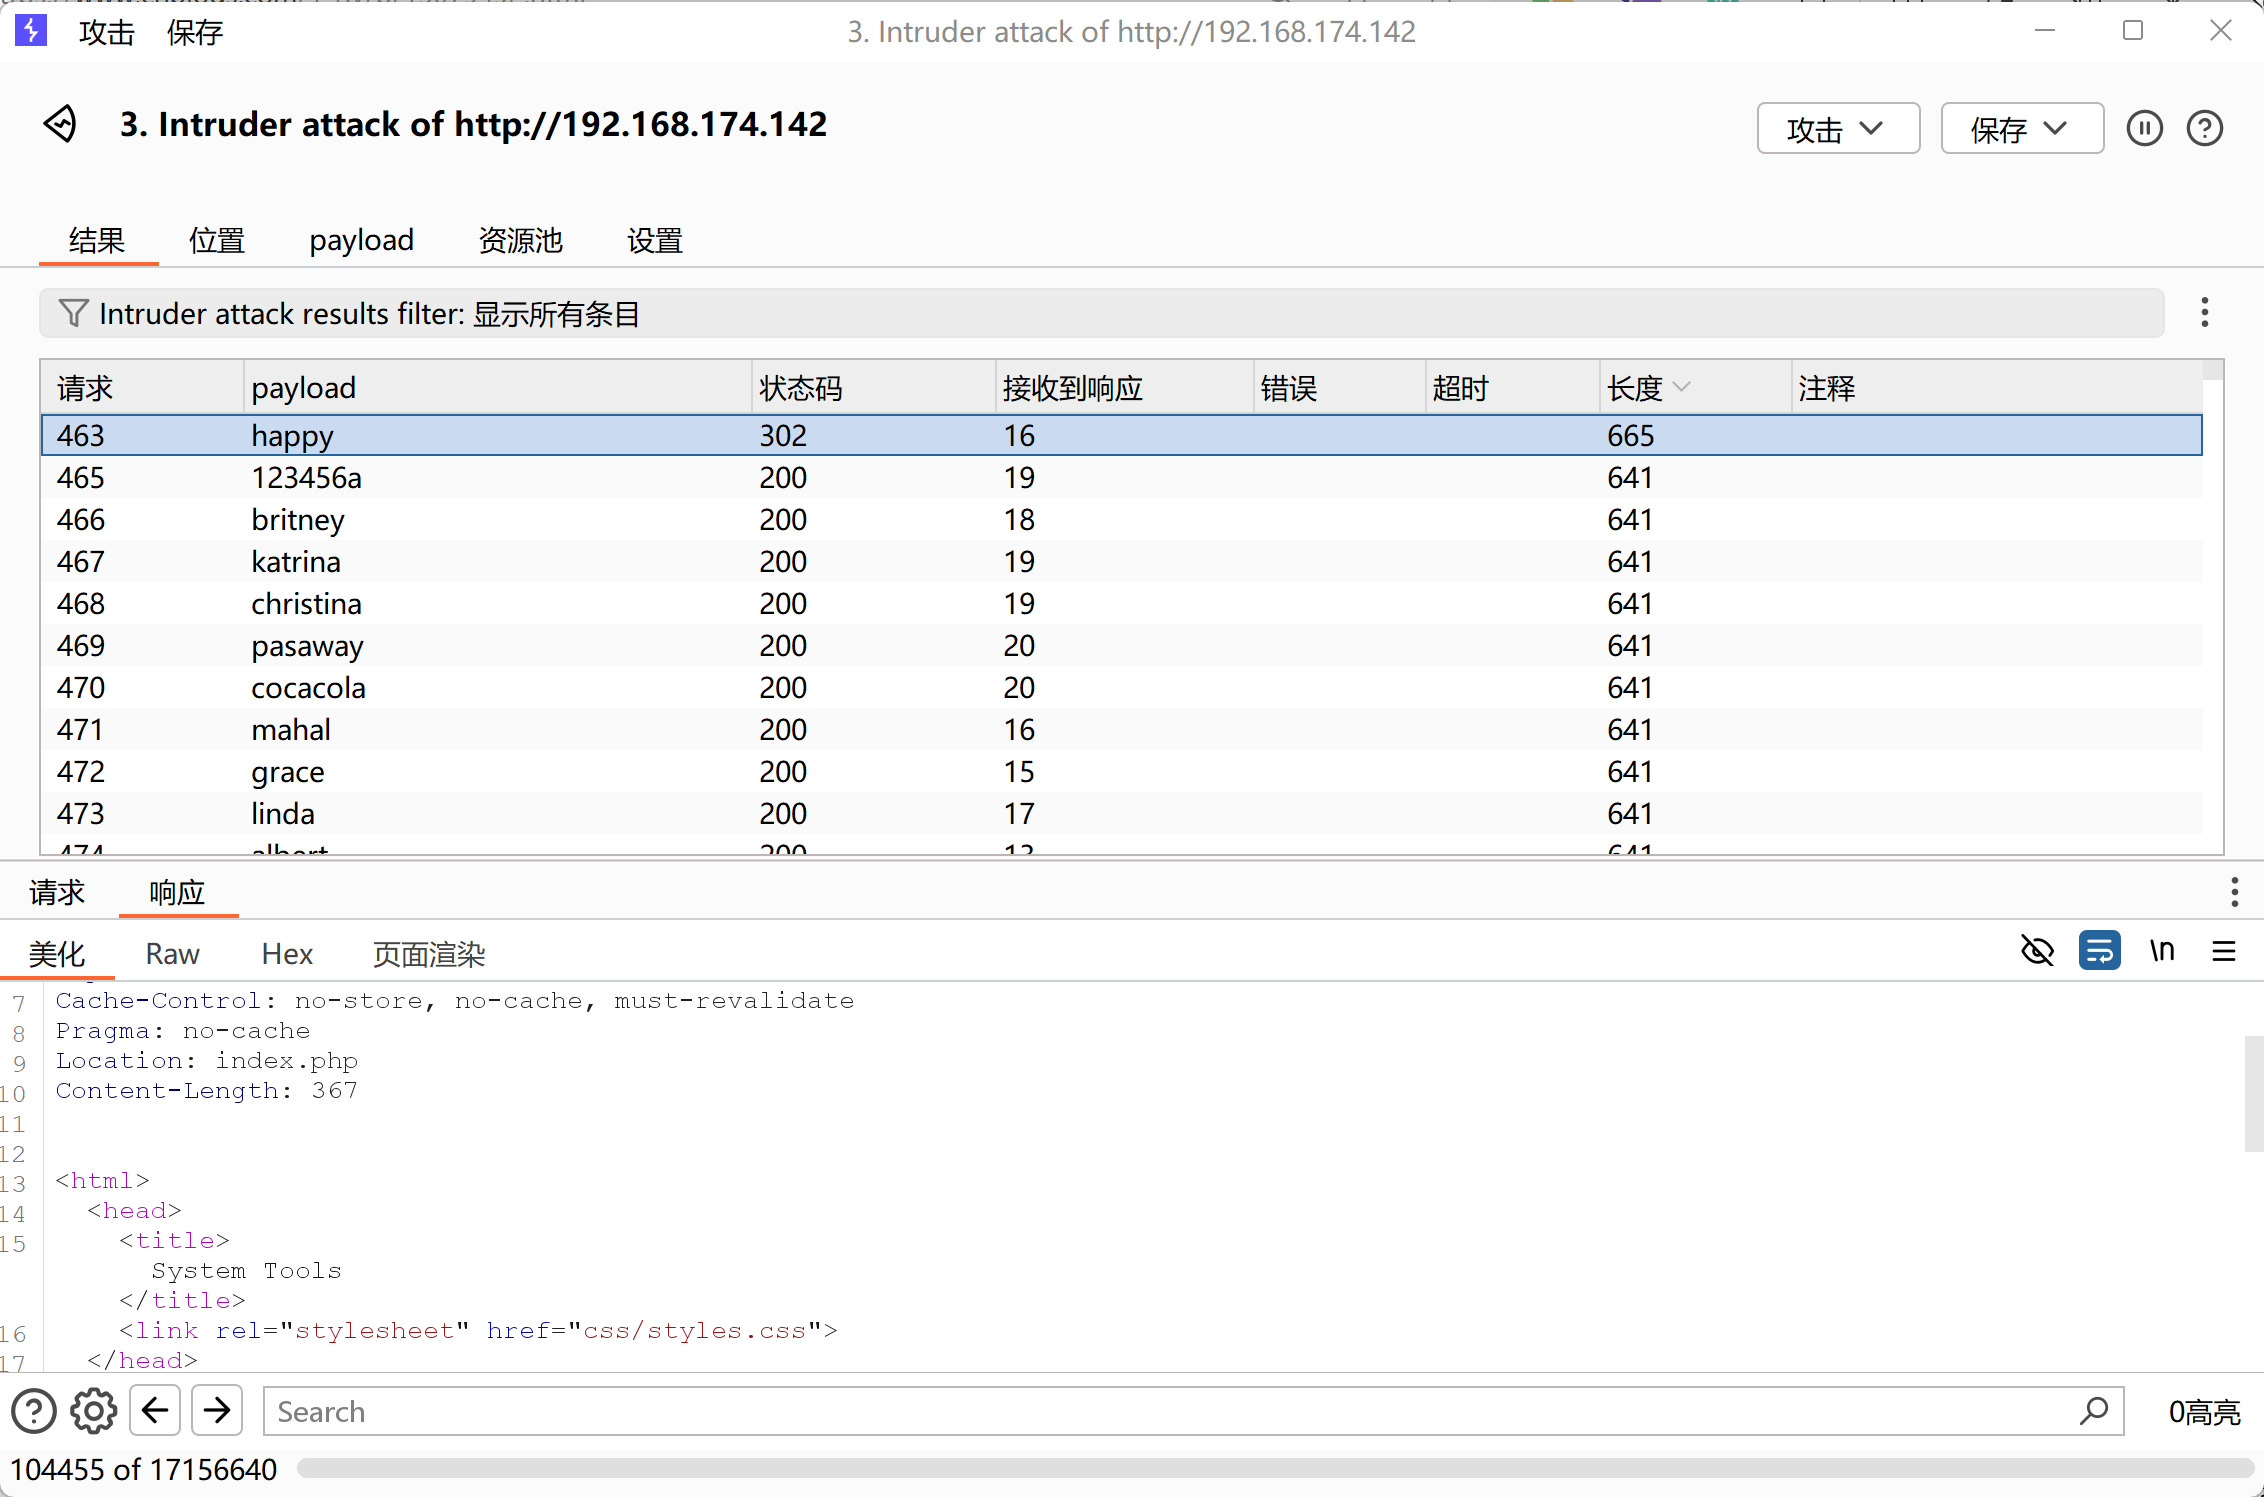 攻击 保存 3. Intruder attack of http://192.168.174.142
3. Intruder attack of http://192.168.174.142 攻击 保存
结果 位置 payload 资源池 设置
Intruder attack results filter: 显示所有条目
请求 payload 状态码 接收到响应 错误 超时 长度 注释
463 happy 302 16 665
465 123456a 200 19 641
466 britney 200 18 641
467 katrina 200 19 641
468 christina 200 19 641
469 pasaway 200 20 641
470 cocacola 200 20 641
471 mahal 200 16 641
472 grace 200 15 641
473 linda 200 17 641
474 albert 200 13 641
请求 响应
美化 Raw Hex 页面渲染 \n
7 Cache-Control: no-store, no-cache, must-revalidate
8 Pragma: no-cache
9 Location: index.php
10 Content-Length: 367
11
12
13 <html>
14 <head>
15 <title>
System Tools
</title>
16 <link rel="stylesheet" href="css/styles.css">
17 </head>
Search 0高亮
104455 of 17156640